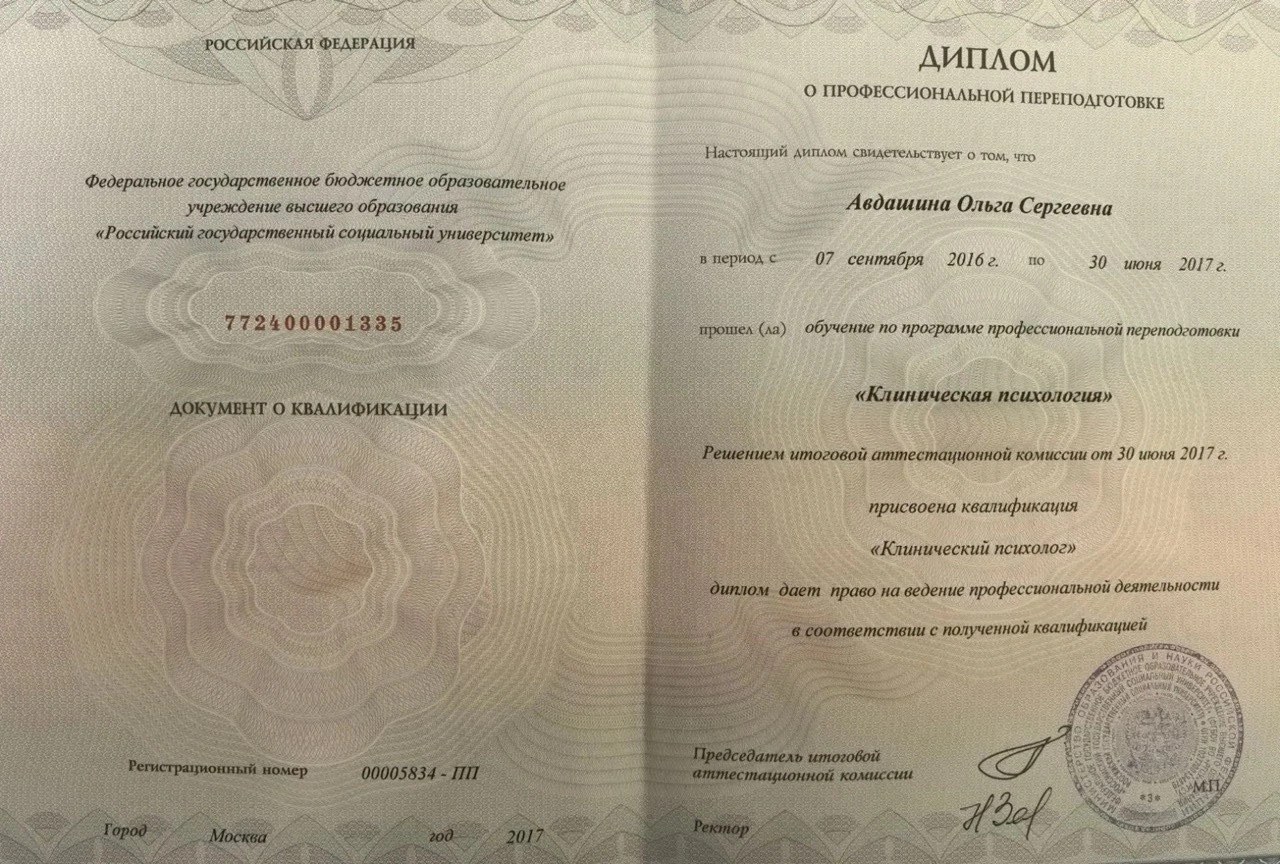 РОССИЙСКАЯ ФЕДЕРАЦИЯ
Федеральное государственное бюджетное образовательное
учреждение высшего образования
«Российский государственный социальный университет»
772400001335
ДОКУМЕНТ О КВАЛИФИКАЦИИ
Регистрационный номер 00005834 - ПП
Город Москва год 2017
ДИПЛОМ
О ПРОФЕССИОНАЛЬНОЙ ПЕРЕПОДГОТОВКЕ
Настоящий диплом свидетельствует о том, что
Авдашина Ольга Сергеевна
в период с 07 сентября 2016 г. по 30 июня 2017 г.
прошел (ла) обучение по программе профессиональной переподготовки
«Клиническая психология»
Решением итоговой аттестационной комиссии от 30 июня 2017 г.
присвоена квалификация
«Клинический психолог»
диплом дает право на ведение профессиональной деятельности
в соответствии с полученной квалификацией
Председатель итоговой
аттестационной комиссии
М.П.
Ректор